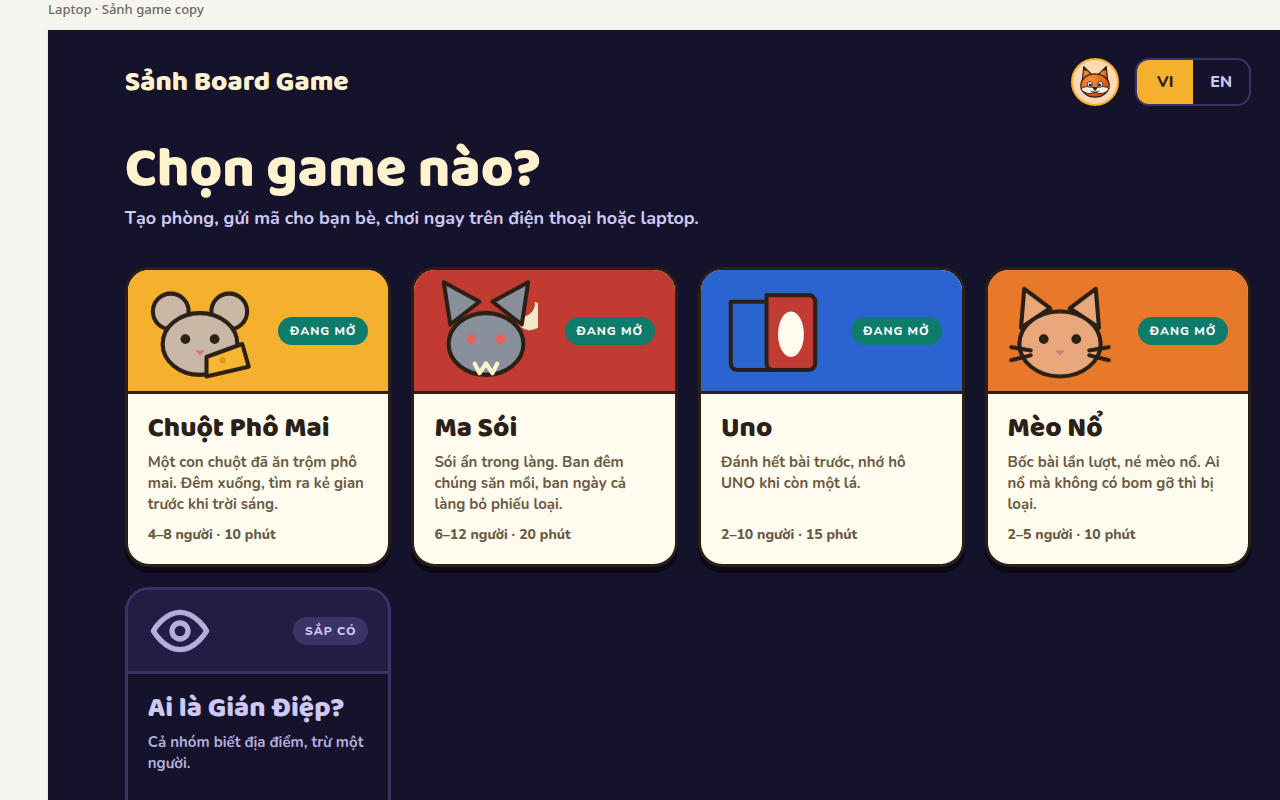 Laptop · Sảnh game copy
Sảnh Board Game
VI
EN
Chọn game nào?
Tạo phòng, gửi mã cho bạn bè, chơi ngay trên điện thoại hoặc laptop.
ĐANG MỞ
Chuột Phô Mai
Một con chuột đã ăn trộm phô
mai. Đêm xuống, tìm ra kẻ gian
trước khi trời sáng.
4–8 người · 10 phút
ĐANG MỞ
Ma Sói
Sói ẩn trong làng. Ban đêm
chúng săn mồi, ban ngày cả
làng bỏ phiếu loại.
6–12 người · 20 phút
ĐANG MỞ
Uno
Đánh hết bài trước, nhớ hô
UNO khi còn một lá.
2–10 người · 15 phút
ĐANG MỞ
Mèo Nổ
Bốc bài lần lượt, né mèo nổ. Ai
nổ mà không có bom gỡ thì bị
loại.
2–5 người · 10 phút
SẮP CÓ
Ai là Gián Điệp?
Cả nhóm biết địa điểm, trừ một
người.